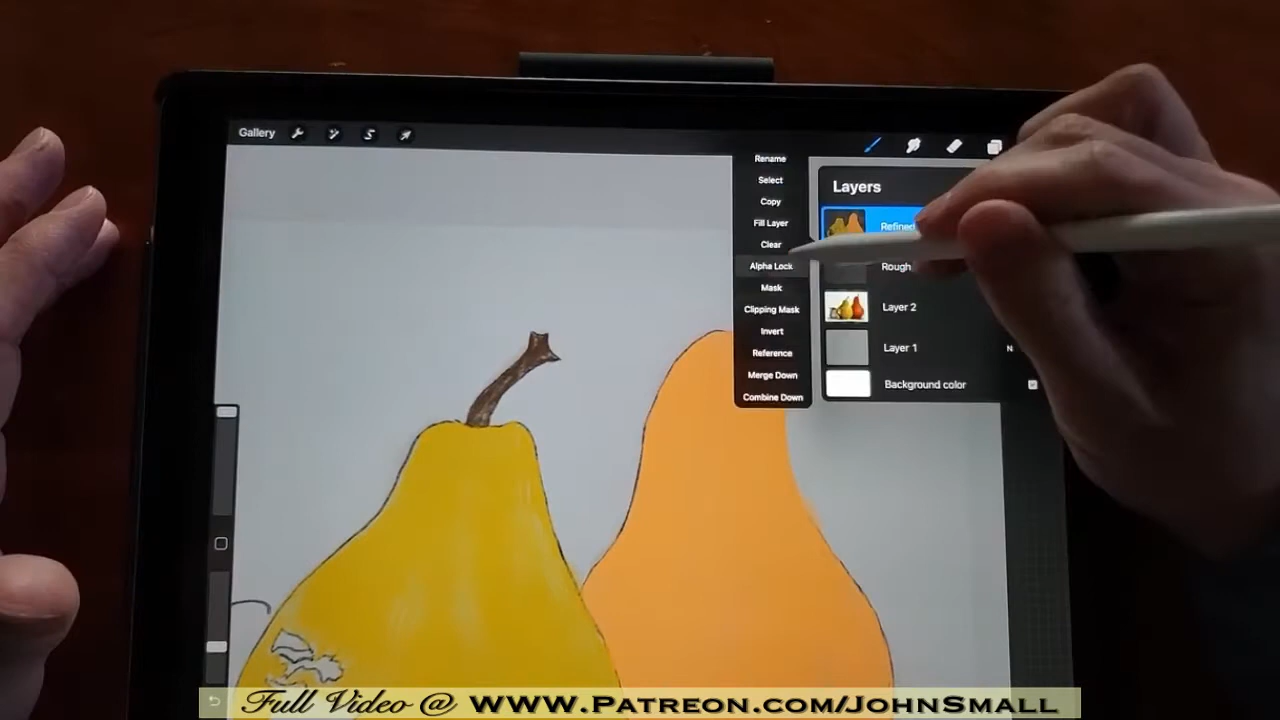 Gallery
Rename
Select
Copy
Fill Layer
Clear
Alpha Lock
Mask
Clipping Mask
Invert
Reference
Merge Down
Combine Down
Layers
Refined
Rough
Layer 2
Layer 1
N
Background color
Full Video @ www.Patreon.com/JohnSmall